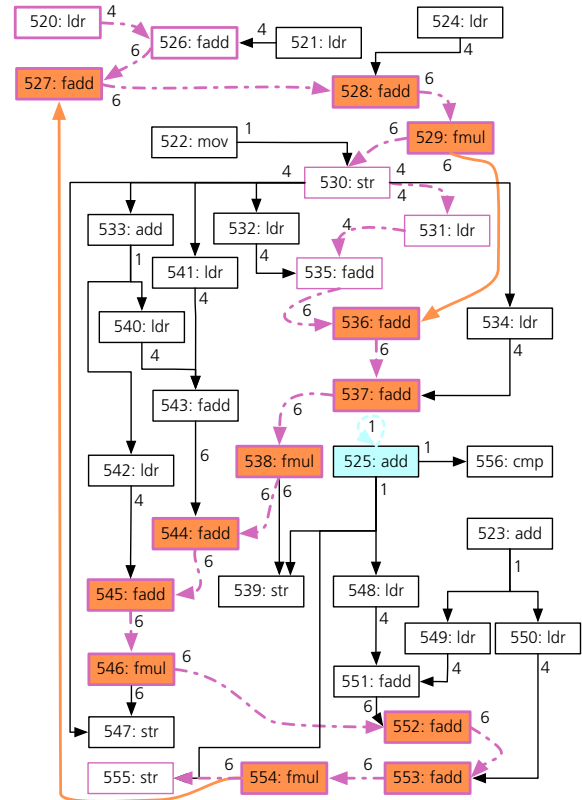 520: ldr 4 524: ldr
526: fadd 4 521: ldr
6 4
527: fadd 6 528: fadd 6
522: mov 1 6 529: fmul
6
4 530: str 4
4
533: add 532: ldr 4 531: ldr
1 4 4
541: ldr 535: fadd
4 6
540: ldr 536: fadd 534: ldr
4 6 4
543: fadd 6 537: fadd
1
6 538: fmul 525: add 1 556: cmp
542: ldr 6 6 1
4
544: fadd 523: add
6 1
545: fadd 539: str 548: ldr
6 4 549: ldr 550: ldr
546: fmul 6 551: fadd 4 4
6 6
547: str 552: fadd 6
555: str 6 554: fmul 6 553: fadd